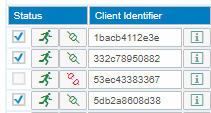 Status Client Identifier
1bacb4112e3e
332c78950882
53ec43383367
5db2a8608d38